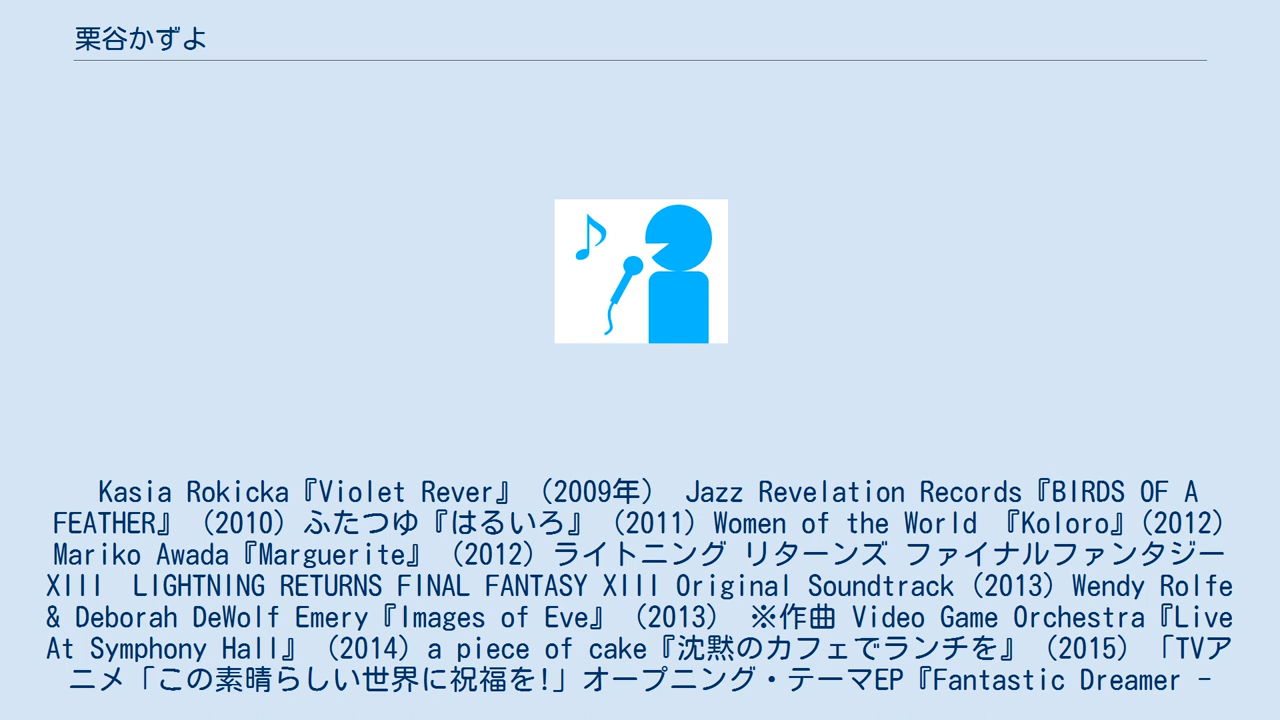 栗谷かずよ
Kasia Rokicka『Violet Rever』（2009年） Jazz Revelation Records『BIRDS OF A
FEATHER』（2010）ふたつゆ『はるいろ』（2011）Women of the World 『Koloro』（2012）
Mariko Awada『Marguerite』（2012）ライトニング リターンズ ファイナルファンタジー
XIII LIGHTNING RETURNS FINAL FANTASY XIII Original Soundtrack（2013）Wendy Rolfe
& Deborah DeWolf Emery『Images of Eve』（2013） ※作曲 Video Game Orchestra『Live
At Symphony Hall』（2014）a piece of cake『沈黙のカフェでランチを』（2015）「TVア
ニメ「この素晴らしい世界に祝福を!」オープニング・テーマEP『Fantastic Dreamer -